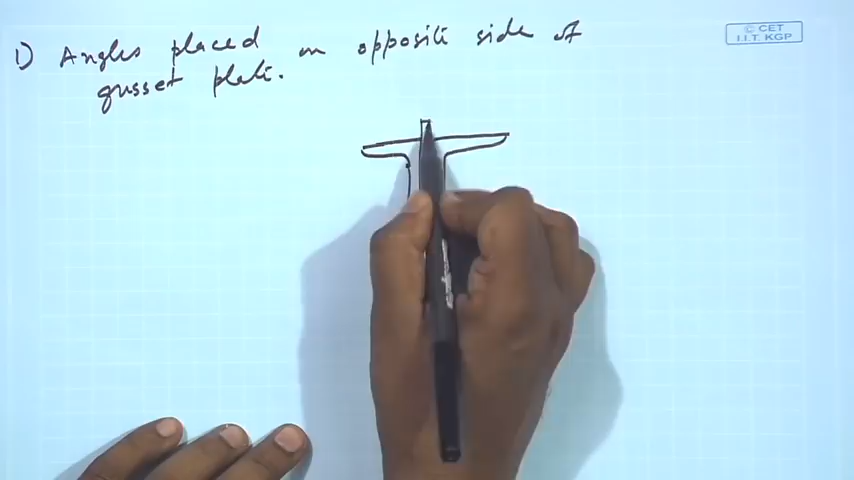 1) Angles placed on opposite side of
gusset plate.
© CET
I.I.T. KGP